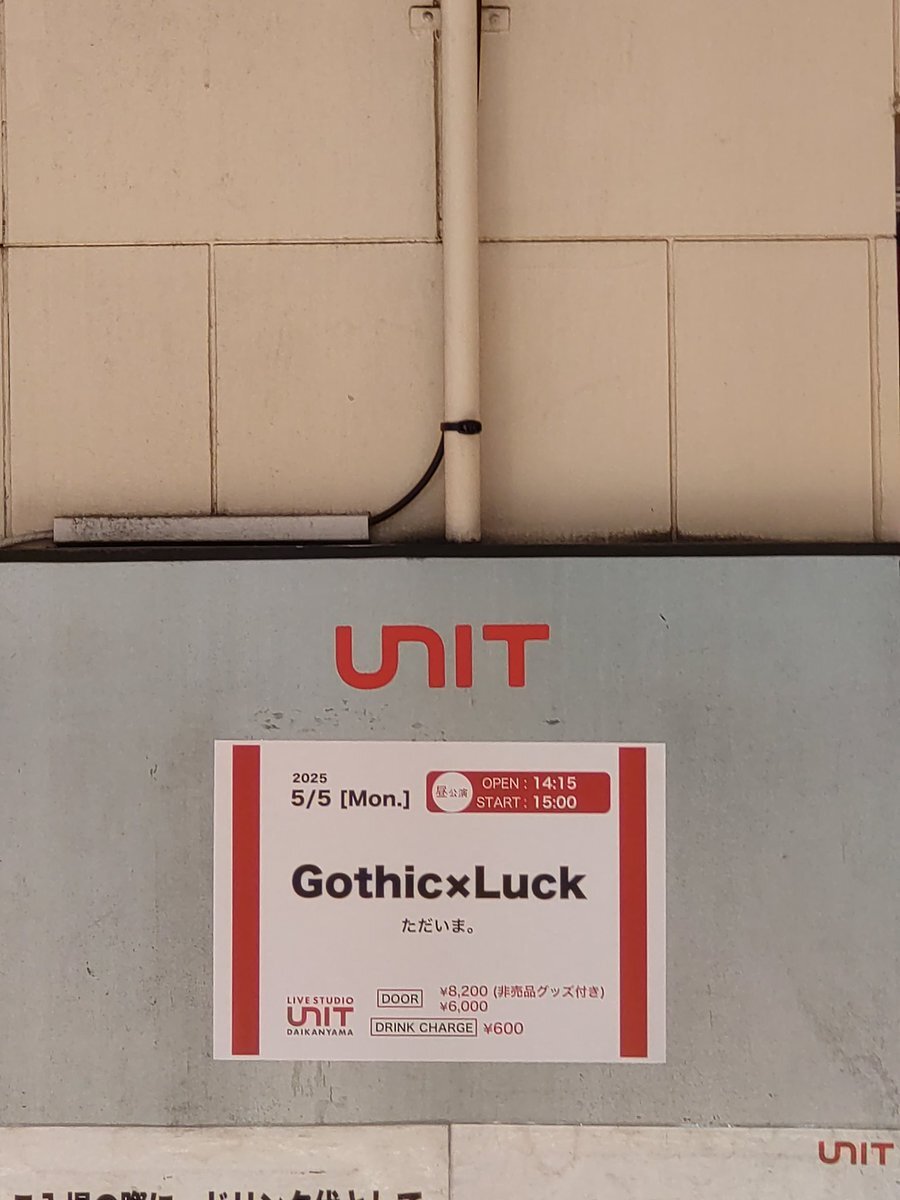 UNIT
2025
5/5 [Mon.]
昼公演
OPEN : 14:15
START : 15:00
Gothic×Luck
ただいま。
LIVE STUDIO
UNIT
DAIKANYAMA
DOOR
¥8,200 (非売品グッズ付き)
¥6,000
DRINK CHARGE ¥600
UNIT